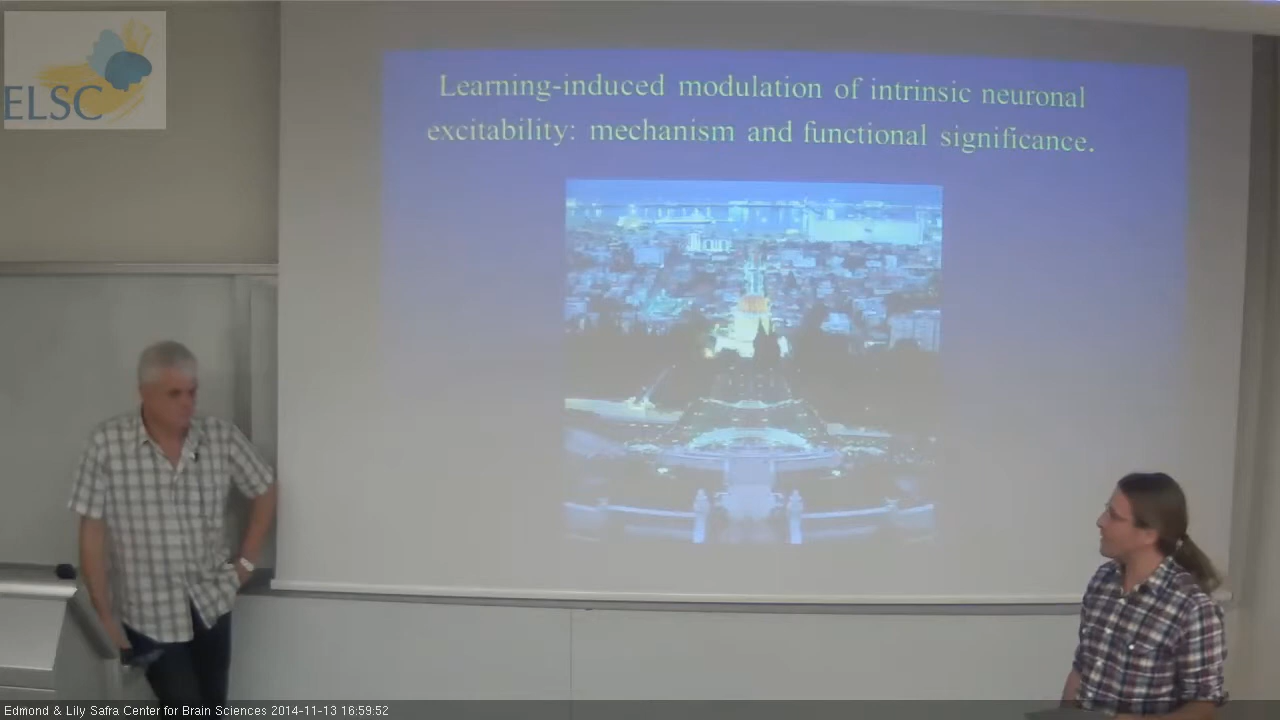 ELSC
Learning-induced modulation of intrinsic neuronal
excitability: mechanism and functional significance.
Edmond & Lily Safra Center for Brain Sciences 2014-11-13 16:59:52